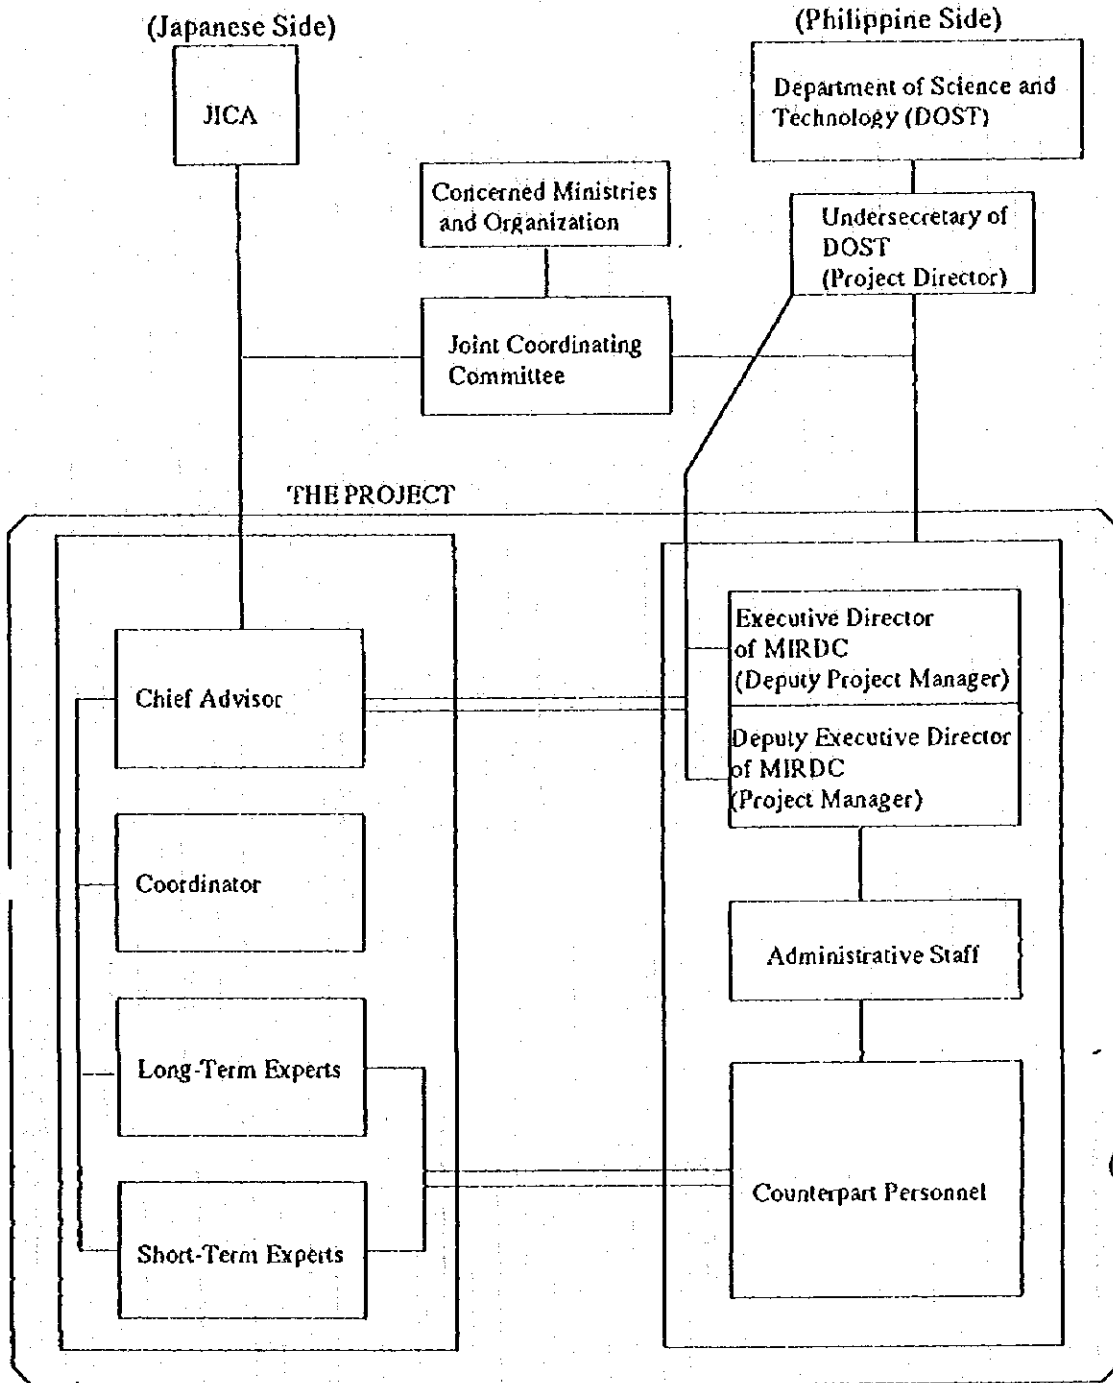 (Japanese Side)
(Philippine Side)
JICA
Department of Science and
Technology (DOST)
Concerned Ministries
and Organization
Undersecretary of
DOST
(Project Director)
Joint Coordinating
Committee
THE PROJECT
Chief Advisor
Executive Director
of MIRDC
(Deputy Project Manager)
Deputy Executive Director
of MIRDC
(Project Manager)
Coordinator
Administrative Staff
Long-Term Experts
Counterpart Personnel
Short-Term Experts